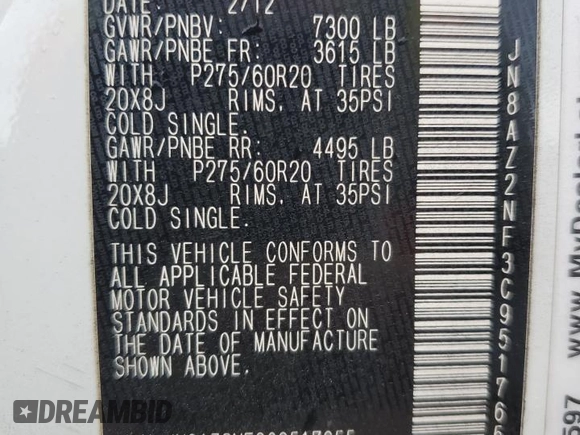 DATE: 2/12
GVWR/PNBV: 7300 LB
GAWR/PNBE FR: 3615 LB
WITH P275/60R20 TIRES
20X8J RIMS, AT 35PSI
COLD SINGLE.
GAWR/PNBE RR: 4495 LB
WITH P275/60R20 TIRES
20X8J RIMS, AT 35PSI
COLD SINGLE.
THIS VEHICLE CONFORMS TO
ALL APPLICABLE FEDERAL
MOTOR VEHICLE SAFETY
STANDARDS IN EFFECT ON
THE DATE OF MANUFACTURE
SHOWN ABOVE.
JN8AZ2NF3C951765
597
AUTOBIDCAR